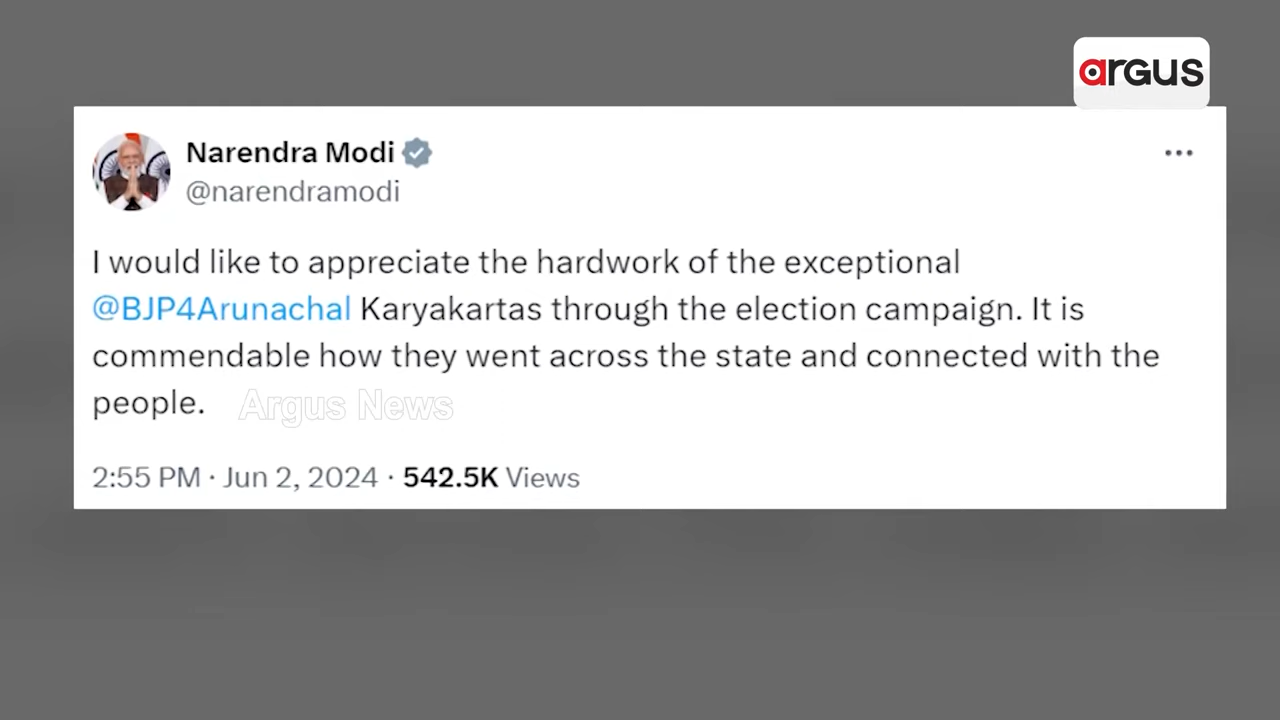 argus
Narendra Modi
@narendramodi
I would like to appreciate the hardwork of the exceptional
@BJP4Arunachal Karyakartas through the election campaign. It is
commendable how they went across the state and connected with the
people. Argus News
2:55 PM · Jun 2, 2024 · 542.5K Views